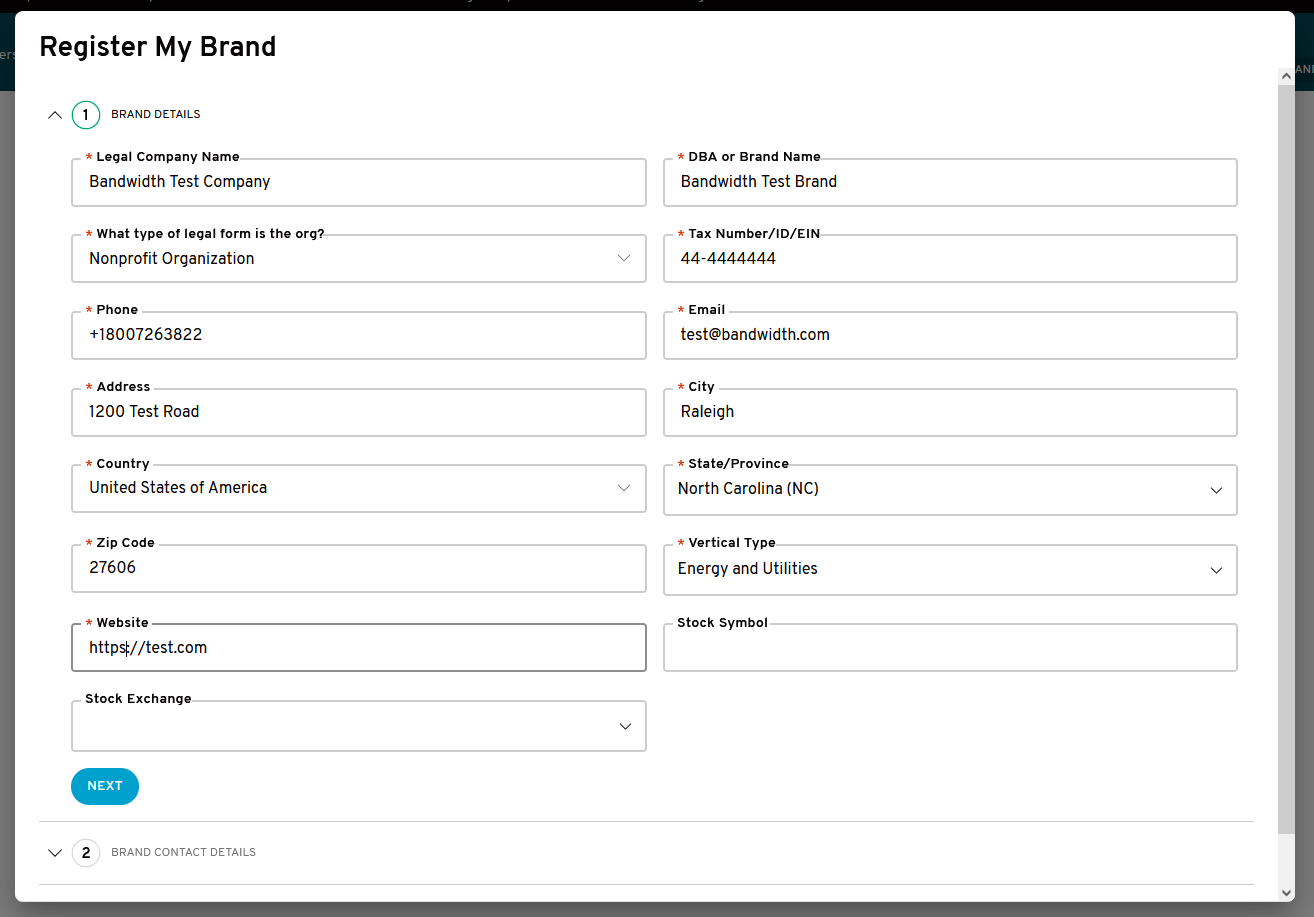 Register My Brand
1 BRAND DETAILS
* Legal Company Name
Bandwidth Test Company
* DBA or Brand Name
Bandwidth Test Brand
* What type of legal form is the org?
Nonprofit Organization
* Tax Number/ID/EIN
44-4444444
* Phone
+18007263822
* Email
test@bandwidth.com
* Address
1200 Test Road
* City
Raleigh
* Country
United States of America
* State/Province
North Carolina (NC)
* Zip Code
27606
* Vertical Type
Energy and Utilities
* Website
https://test.com
Stock Symbol
Stock Exchange
NEXT
2 BRAND CONTACT DETAILS